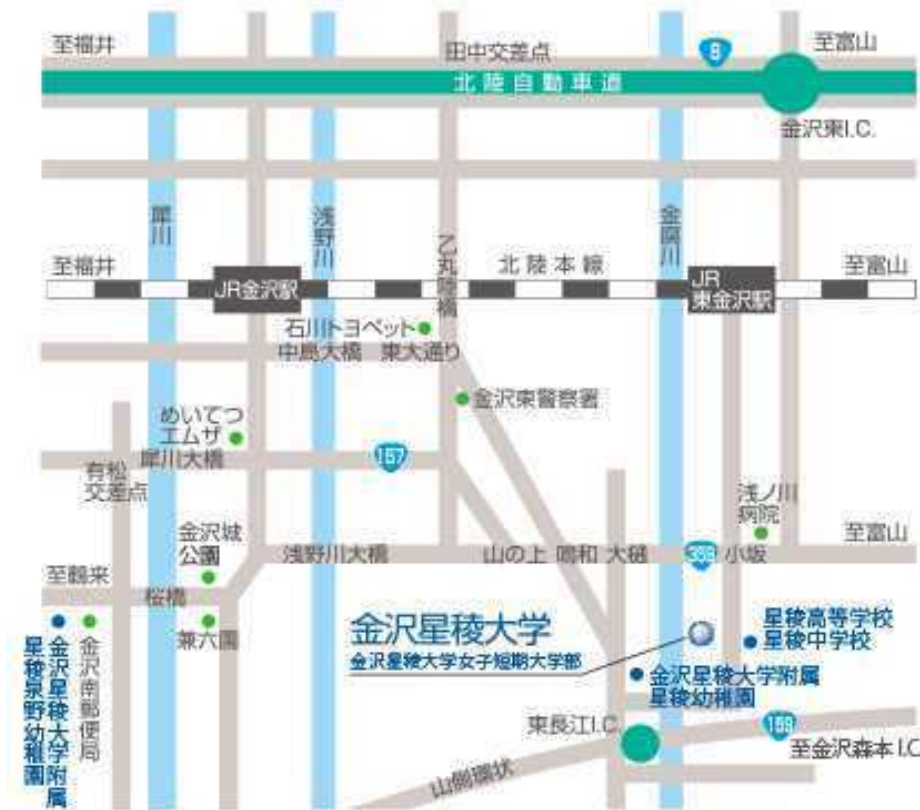 至福井
田中交差点
8
至富山
北陸自動車道
金沢東I.C.
犀川
浅野川
乙丸陸橋
金腐川
至福井
北陸本線
至富山
JR金沢駅
JR
東金沢駅
石川トヨペット
中島大橋 東大通り
金沢東警察署
めいてつ
エムザ
犀川大橋
157
有松
交差点
浅ノ川
病院
金沢城
公園
浅野川大橋
山の上 鳴和 大樋
359
小坂
至富山
至鶴来
桜橋
兼六園
金沢星稜大学
金沢星稜大学女子短期大学部
星稜高等学校
星稜中学校
金沢星稜大学附属
星稜幼稚園
金沢南郵便局
金沢星稜大学附属
星稜泉野幼稚園
東長江I.C.
159
至金沢森本I.C
山側環状